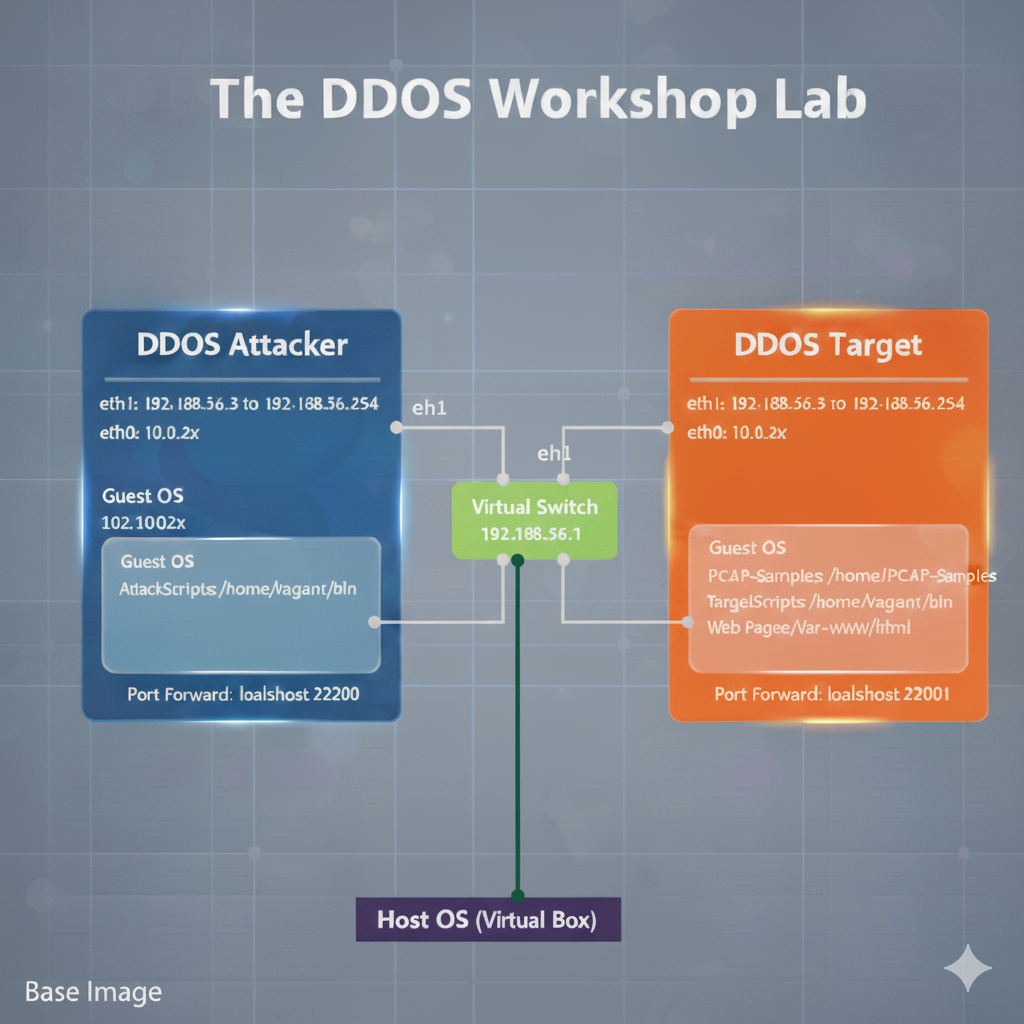 The DDOS Workshop Lab
DDOS Attacker
eth1: 192.188.56.3 to 192.188.56.254
eth0: 10.0.2x
Guest OS
102.1002x
Guest OS
AttackScripts:/home/vagant/bln
Port Forward: loalshost 22200
eh1
eh1
Virtual Switch
192.188.56.1
DDOS Target
eth1: 192.188.56.3 to 192.188.56.254
eth0: 10.0.2x
Guest OS
PCAP-Samples /home/PCAP-Samples
TargelScripts /home/vagant/bin
Web Pagee/Var-www/html
Port Forward: loalshost 22001
Host OS (Virtual Box)
Base Image